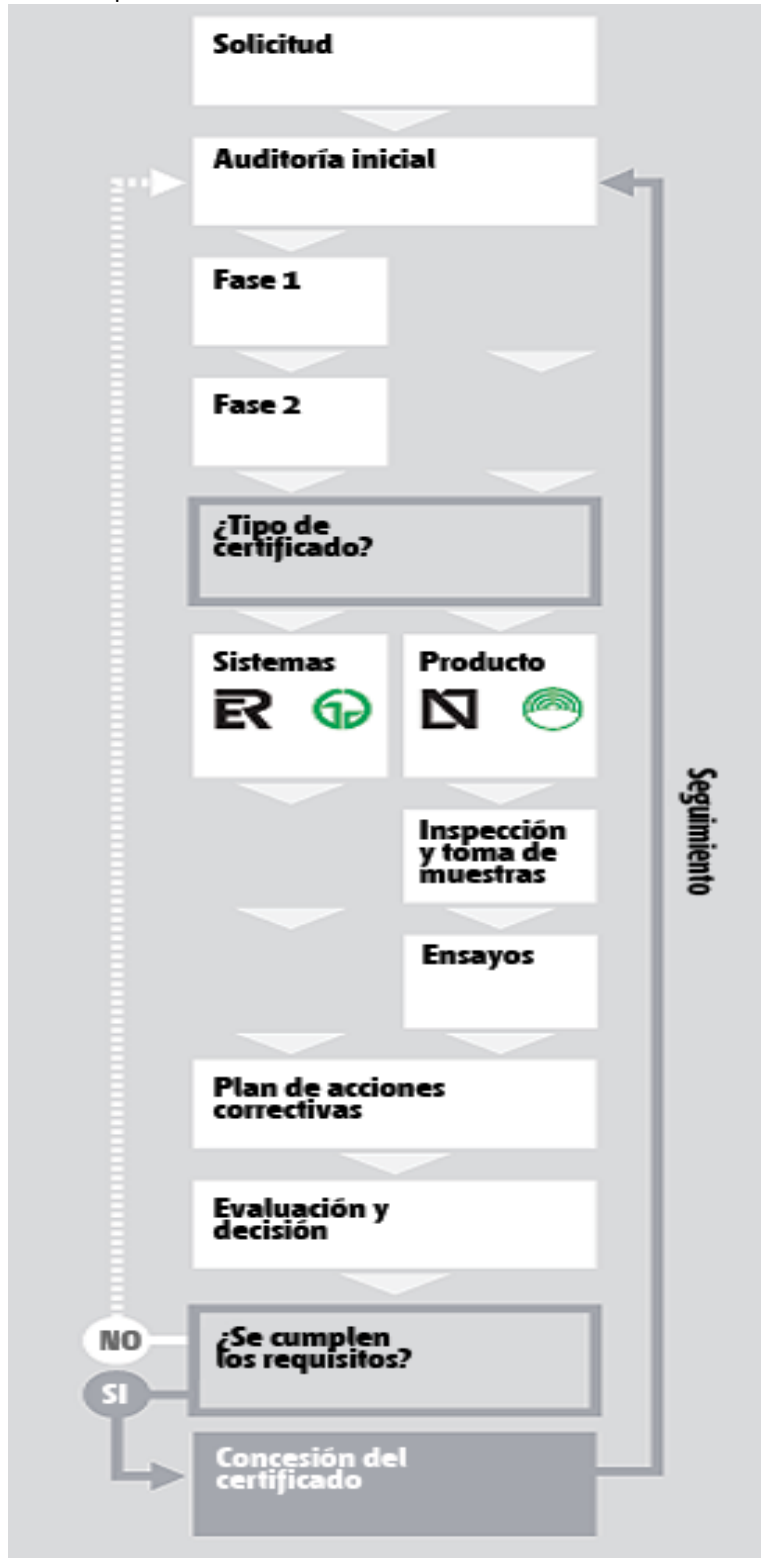 Solicitud
Auditoría inicial
Fase 1
Fase 2
¿Tipo de
certificado?
Sistemas
Producto
ER
N
Inspección
y toma de
muestras
Ensayos
Plan de acciones
correctivas
Evaluación y
decisión
¿Se cumplen
los requisitos?
NO
SI
Concesión del
certificado
Seguimiento